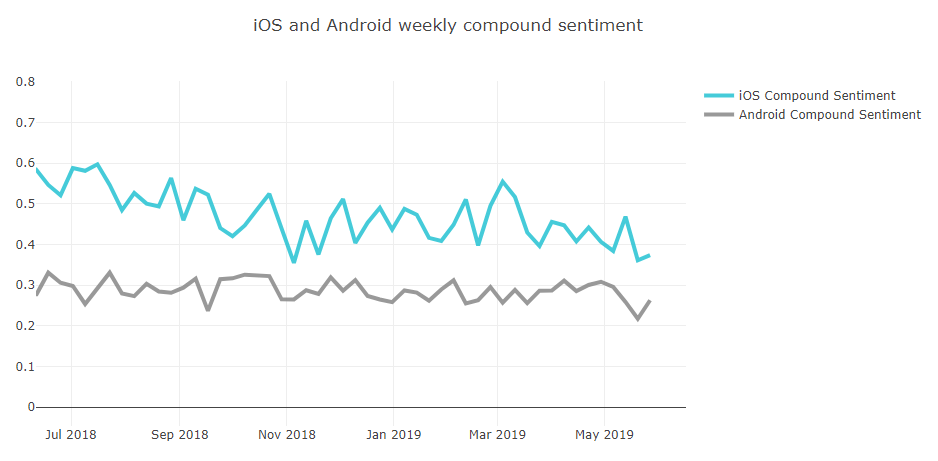 iOS and Android weekly compound sentiment
0.8
0.7
0.6
0.5
0.4
0.3
0.2
0.1
0
Jul 2018 Sep 2018 Nov 2018 Jan 2019 Mar 2019 May 2019
iOS Compound Sentiment
Android Compound Sentiment